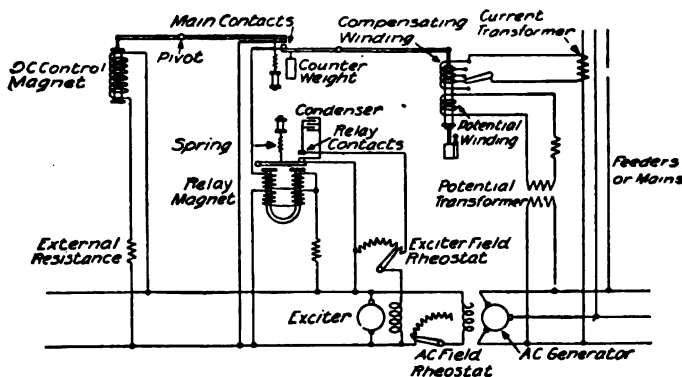 Main Contacts
Compensating
Winding
Current
Transformer
Pivot
DC Control
Magnet
Counter
Weight
Condenser
Relay
Contacts
Spring
Potential
Winding
Relay
Magnet
Potential
Transformer
Feeders
or Mains
External
Resistance
Exciter Field
Rheostat
Exciter
AC Field
Rheostat
AC Generator